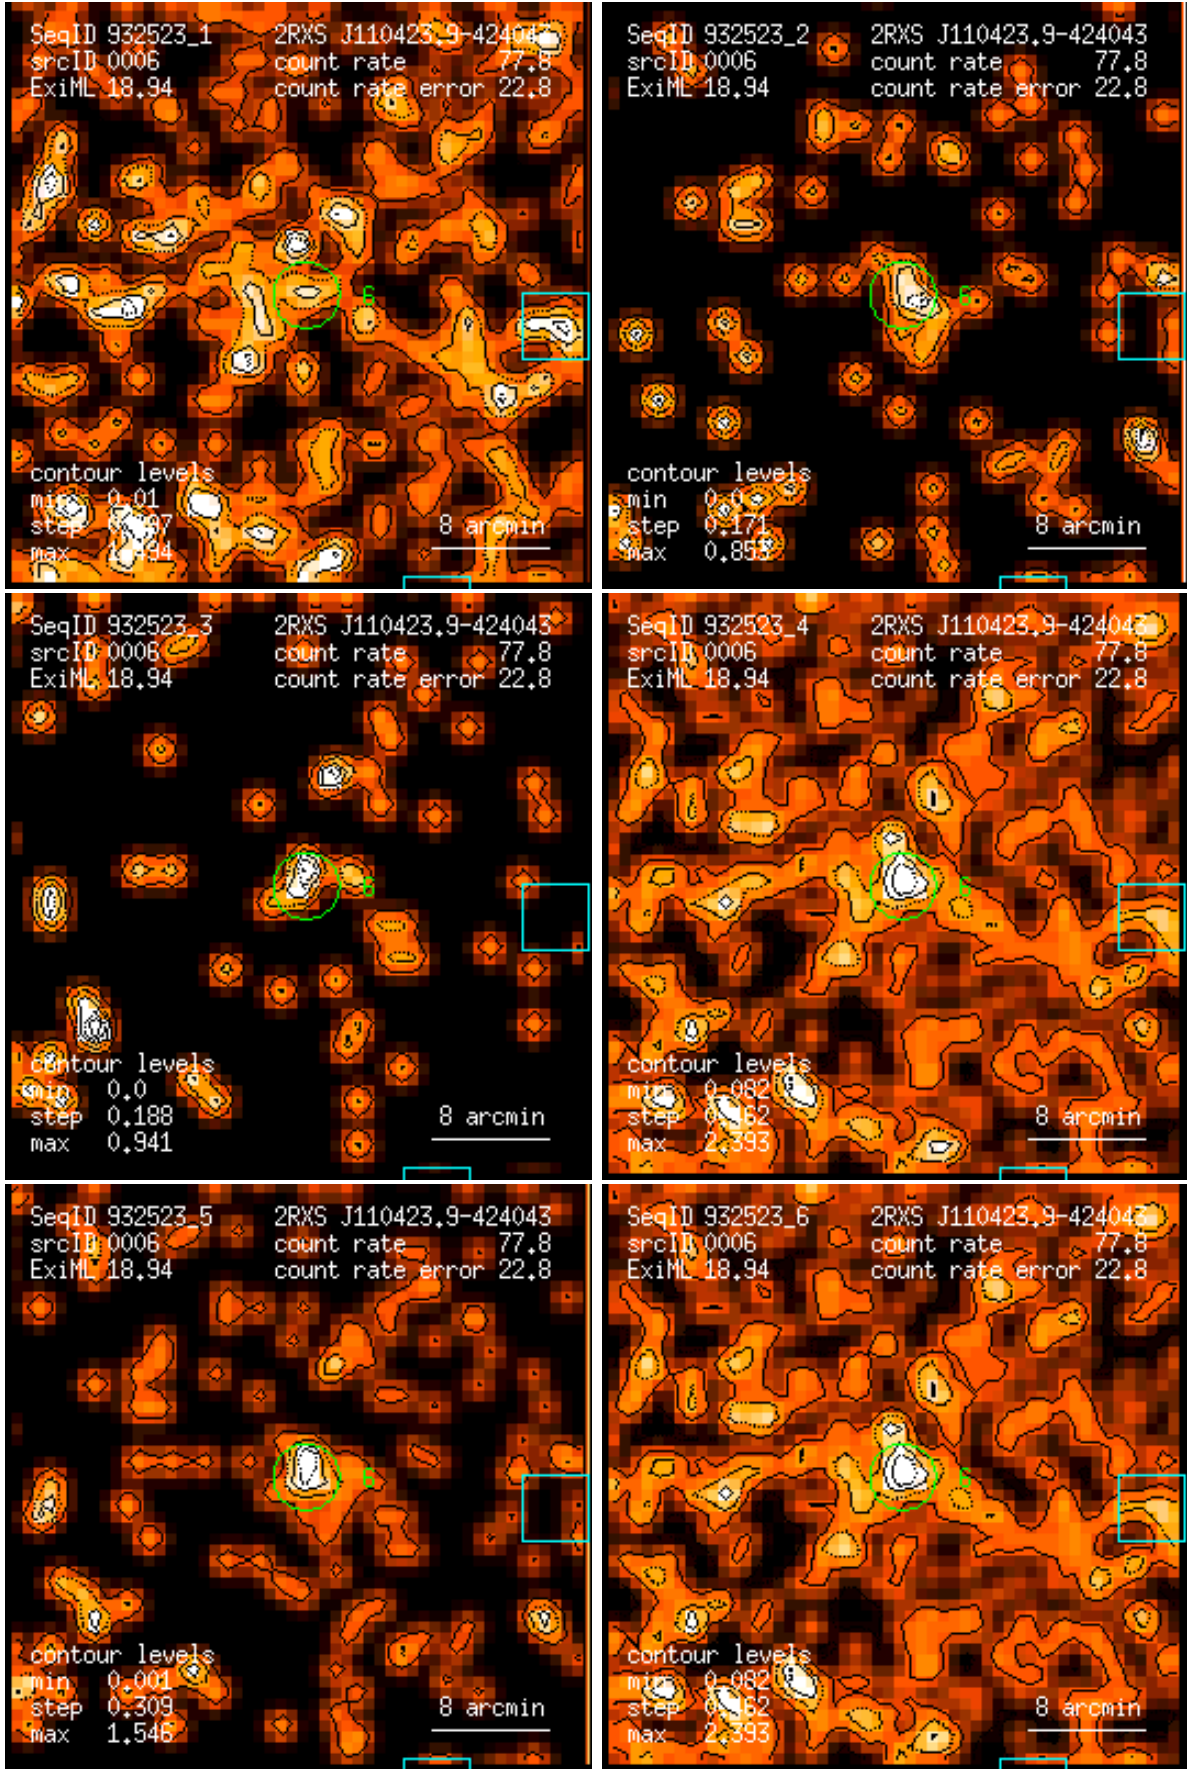 SeqID 932523_1 2RXS J110423.9-424043
srcID 0006 count rate 77.8
ExiML 18.94 count rate error 22.8
6
contour levels
min 0.01
step
max
8 arcmin
SeqID 932523_2 2RXS J110423.9-424043
srcID 0006 count rate 77.8
ExiML 18.94 count rate error 22.8
6
contour levels
min 0.0
step 0.171
max 0.853
8 arcmin
SeqID 932523_3 2RXS J110423.9-424043
srcID 0006 count rate 77.8
ExiML 18.94 count rate error 22.8
6
contour levels
min 0.0
step 0.188
max 0.941
8 arcmin
SeqID 932523_4 2RXS J110423.9-424043
srcID 0006 count rate 77.8
ExiML 18.94 count rate error 22.8
6
contour levels
min 0.082
step
max 2.393
8 arcmin
SeqID 932523_5 2RXS J110423.9-424043
srcID 0006 count rate 77.8
ExiML 18.94 count rate error 22.8
6
contour levels
min 0.001
step 0.309
max 1.546
8 arcmin
SeqID 932523_6 2RXS J110423.9-424043
srcID 0006 count rate 77.8
ExiML 18.94 count rate error 22.8
6
contour levels
min 0.082
step
max 2.393
8 arcmin